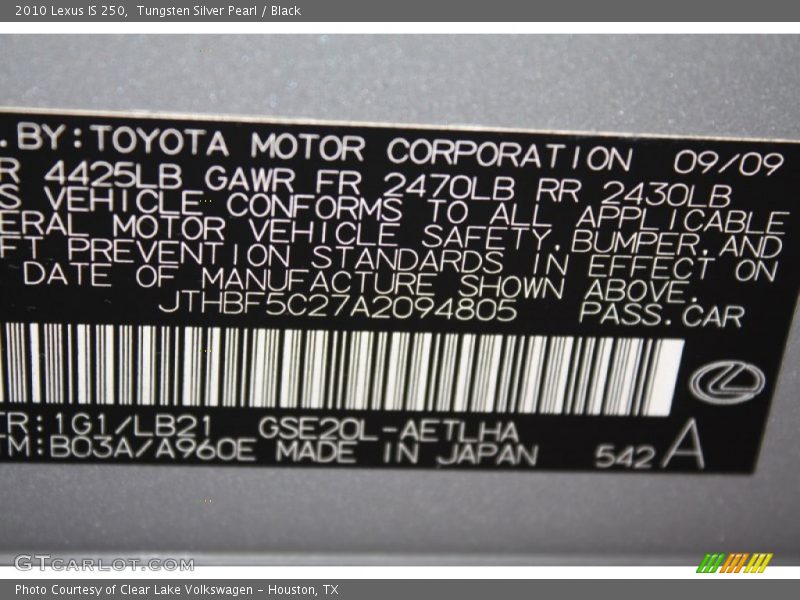 2010 Lexus IS 250,  Tungsten Silver Pearl / Black
. BY: TOYOTA MOTOR CORPORATION 09/09
R 4425LB GAWR FR 2470LB RR 2430LB
S VEHICLE CONFORMS TO ALL APPLICABLE
ERAL MOTOR VEHICLE SAFETY, BUMPER, AND
FT PREVENTION STANDARDS IN EFFECT ON
DATE OF MANUFACTURE SHOWN ABOVE.
JTHBF5C27A2094805 PASS. CAR
TR: 1G1/LB21 GSE20L-AETLHA
TM: B03A/A960E MADE IN JAPAN 542 A
GTCARLOT.COM
Photo Courtesy of Clear Lake Volkswagen – Houston, TX